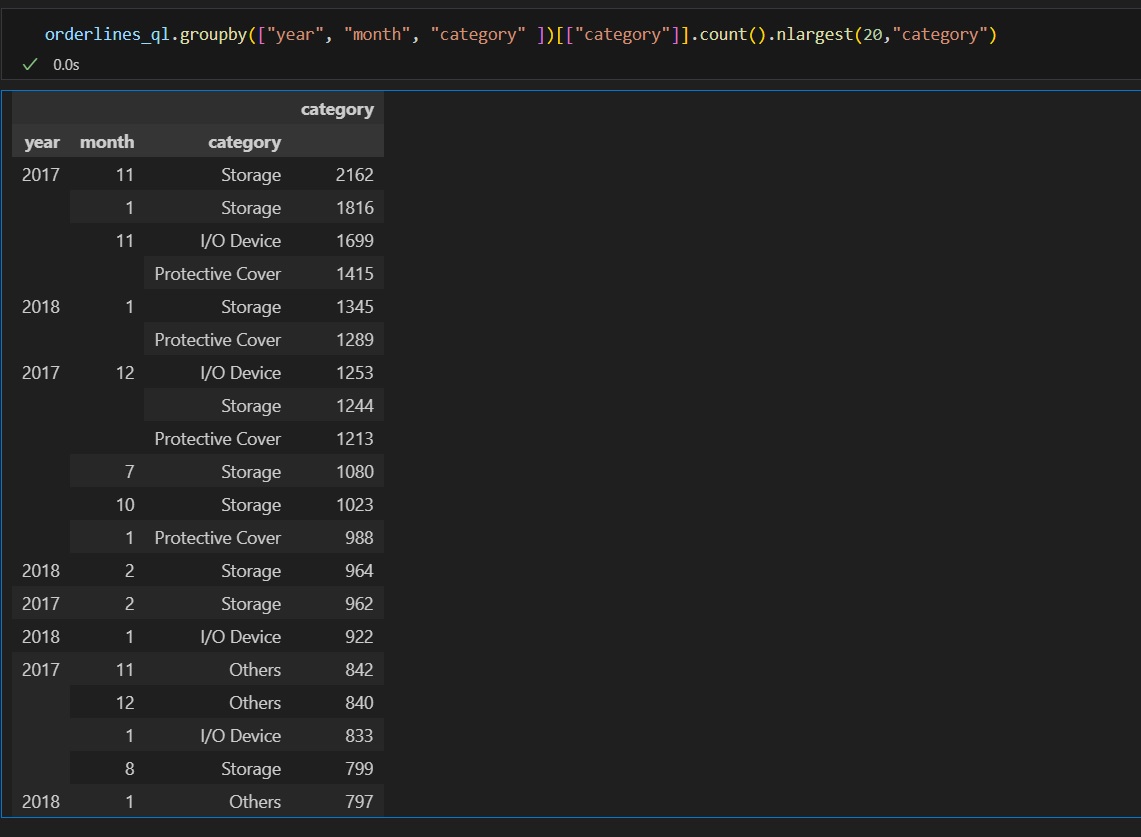 orderlines_ql.groupby(["year", "month", "category" ])[["category"]].count().nlargest(20,"category")
0.0s
category
year month category
2017 11 Storage 2162
1 Storage 1816
11 I/O Device 1699
Protective Cover 1415
2018 1 Storage 1345
Protective Cover 1289
2017 12 I/O Device 1253
Storage 1244
Protective Cover 1213
7 Storage 1080
10 Storage 1023
1 Protective Cover 988
2018 2 Storage 964
2017 2 Storage 962
2018 1 I/O Device 922
2017 11 Others 842
12 Others 840
1 I/O Device 833
8 Storage 799
2018 1 Others 797